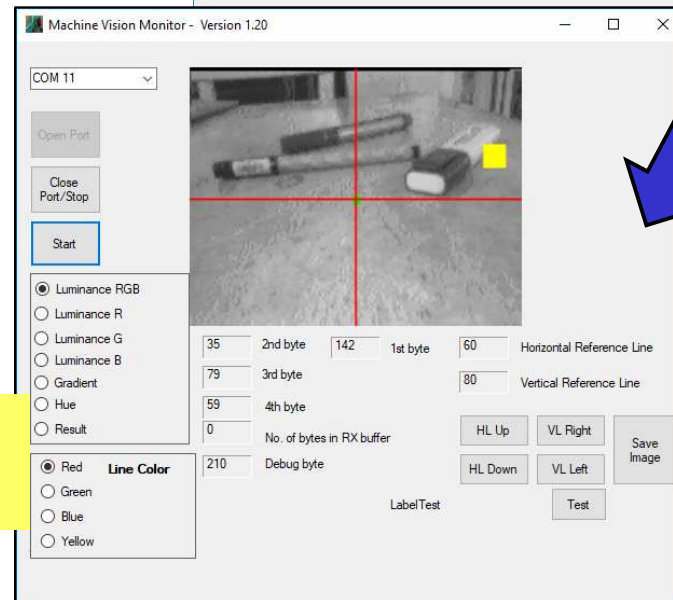 Machine Vision Monitor - Version 1.20
COM 11
Open Port
Close
Port/Stop
Start
Luminance RGB
Luminance R
Luminance G
Luminance B
Gradient
Hue
Result
Red Line Color
Green
Blue
Yellow
35 2nd byte 142 1st byte 60 Horizontal Reference Line
79 3rd byte 80 Vertical Reference Line
59 4th byte
0 No. of bytes in RX buffer
210 Debug byte
HL Up VL Right Save
Image
HL Down VL Left
LabelTest Test